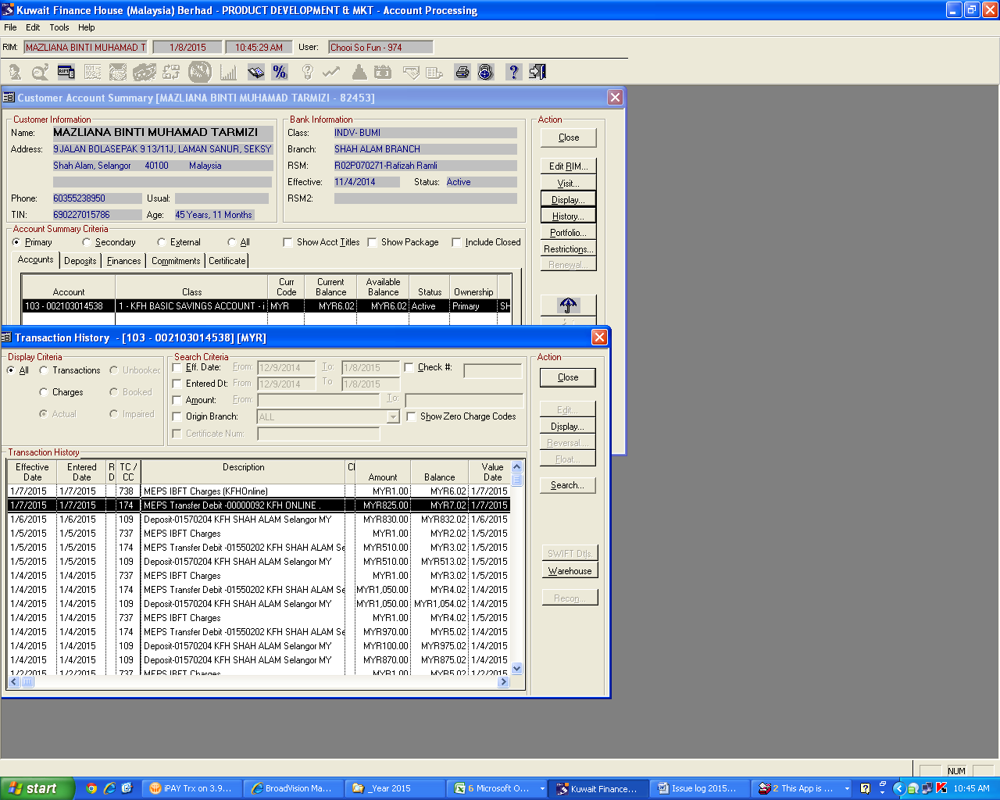 Kuwait Finance House (Malaysia) Berhad - PRODUCT DEVELOPMENT & MKT - Account Processing
File Edit Tools Help
RIM: MAZLIANA BINTI MUHAMAD T 1/8/2015 10:45:29 AM User: Chooi So Fun - 974
Customer Account Summary [MAZLIANA BINTI MUHAMAD TARMIZI - 82453]
Customer Information Bank Information Action
Name: MAZLIANA BINTI MUHAMAD TARMIZI Class: INDV- BUMI Close
Address: 9 JALAN BOLASEPAK 9 13/11J, LAMAN SANUR, SEKSY Branch: SHAH ALAM BRANCH
Shah Alam, Selangor 40100 Malaysia RSM: R02P070271-Rafizah Ramli Edit RIM...
Effective: 11/4/2014 Status: Active Visit...
Phone: 60355238950 Usual: RSM2: Display...
TIN: 690227015786 Age: 45 Years, 11 Months History...
Account Summary Criteria Portfolio...
Primary Secondary External All Show Acct Titles Show Package Include Closed Restrictions...
Accounts Deposits Finances Commitments Certificate Renewal...
Account Class Curr Code Current Balance Available Balance Status Ownership
103 - 002103014538 1 - KFH BASIC SAVINGS ACCOUNT - i MYR MYR6.02 MYR6.02 Active Primary SH
Transaction History - [103 - 002103014538] [MYR]
Display Criteria Search Criteria Action
All Transactions Unbooked Eff. Date: From: 12/9/2014 To: 1/8/2015 Check #: Close
Charges Booked Entered Dt: From 12/9/2014 To 1/8/2015
Actual Impaired Amount: From: To: Edit...
Origin Branch: ALL Show Zero Charge Codes Display...
Certificate Num: Reversal....
Float...
Transaction History
Effective Date Entered Date R D TC / CC Description Cl Amount Balance Value Date
Search...
1/7/2015 1/7/2015 738 MEPS IBFT Charges (KFHOnline) MYR1.00 MYR6.02 1/7/2015
1/7/2015 1/7/2015 174 MEPS Transfer Debit -00000092 KFH ONLINE . MYR825.00 MYR7.02 1/7/2015
1/6/2015 1/6/2015 109 Deposit-01570204 KFH SHAH ALAM Selangor MY MYR830.00 MYR832.02 1/6/2015
1/5/2015 1/5/2015 737 MEPS IBFT Charges MYR1.00 MYR2.02 1/5/2015
1/5/2015 1/5/2015 174 MEPS Transfer Debit -01550202 KFH SHAH ALAM Se MYR510.00 MYR3.02 1/5/2015
1/5/2015 1/5/2015 109 Deposit-01570204 KFH SHAH ALAM Selangor MY MYR510.00 MYR513.02 1/5/2015
1/4/2015 1/4/2015 737 MEPS IBFT Charges MYR1.00 MYR3.02 1/5/2015
1/4/2015 1/4/2015 174 MEPS Transfer Debit -01550202 KFH SHAH ALAM Se MYR1,050.00 MYR4.02 1/4/2015
1/4/2015 1/4/2015 109 Deposit-01570204 KFH SHAH ALAM Selangor MY MYR1,050.00 MYR1,054.02 1/4/2015
1/4/2015 1/4/2015 737 MEPS IBFT Charges MYR1.00 MYR4.02 1/5/2015
1/4/2015 1/4/2015 174 MEPS Transfer Debit -01550202 KFH SHAH ALAM Se MYR970.00 MYR5.02 1/4/2015
1/4/2015 1/4/2015 109 Deposit-01570204 KFH SHAH ALAM Selangor MY MYR100.00 MYR975.02 1/4/2015
1/4/2015 1/4/2015 109 Deposit-01570204 KFH SHAH ALAM Selangor MY MYR870.00 MYR875.02 1/4/2015
1/2/2015 1/2/2015 737 MEPS IBFT Charges MYR1.00 MYR5.02 1/2/2015
SWIFT Dtls.
Warehouse
Recon...
NUM
start iPAY Trx on 3.9... BroadVision Ma... _Year 2015 6 Microsoft O... Kuwait Finance... Issue log 2015... 2 This App is ... 10:45 AM